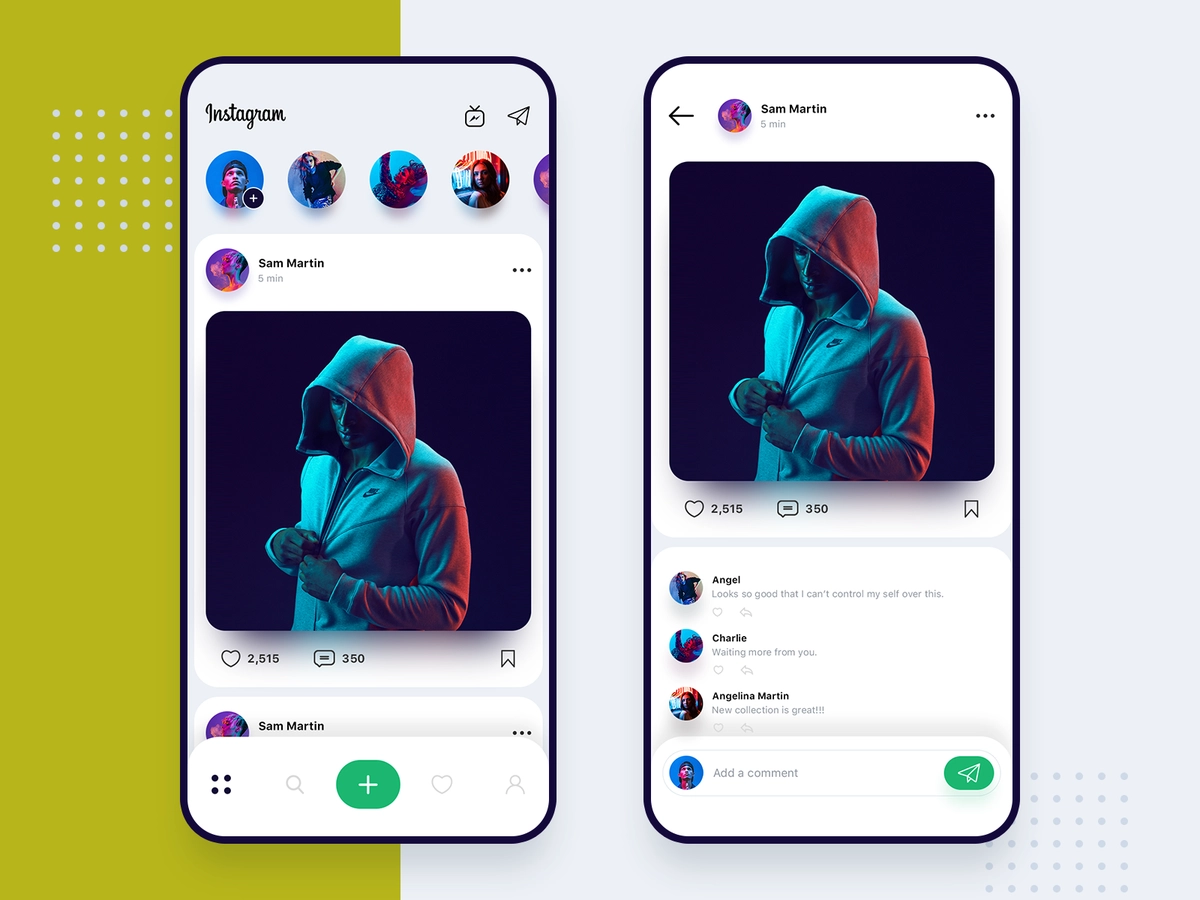 Instagram
Sam Martin
5 min
2,515
350
Sam Martin
Sam Martin
5 min
2,515
350
Angel
Looks so good that I can't control my self over this.
Charlie
Waiting more from you.
Angelina Martin
New collection is great!!!
Add a comment